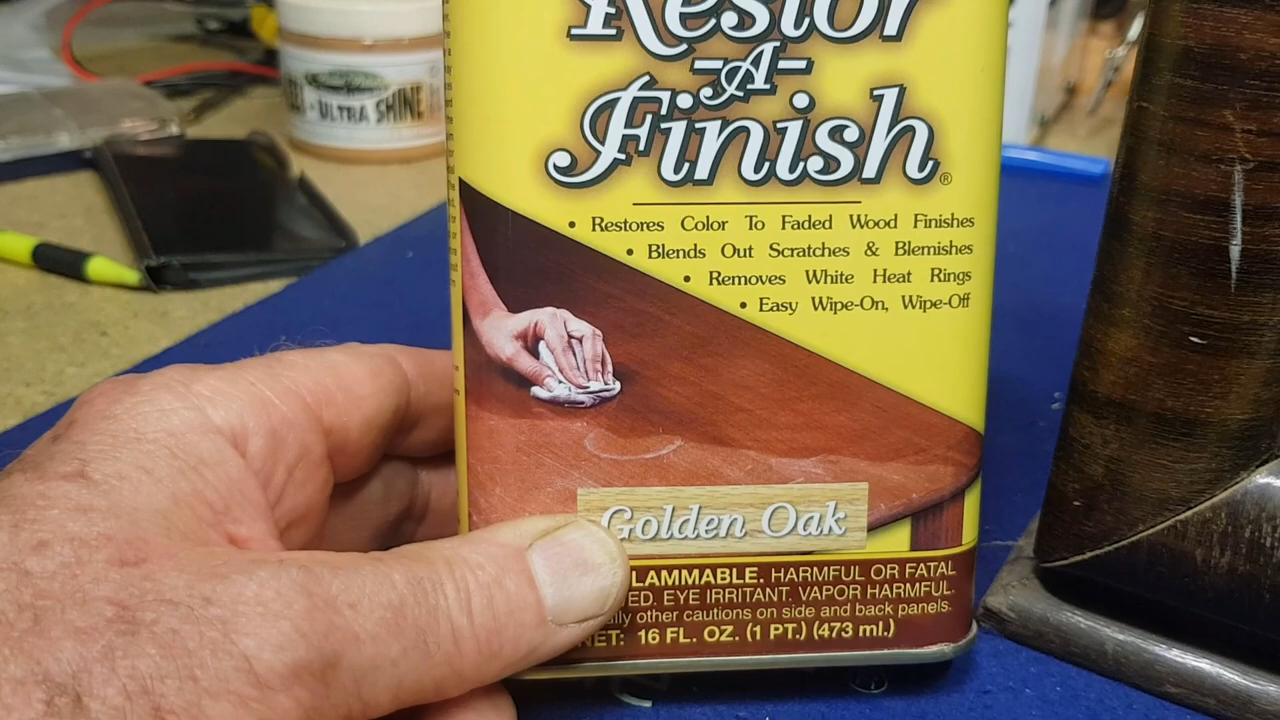 Restor
-A-
Finish®
• Restores Color To Faded Wood Finishes
• Blends Out Scratches & Blemishes
• Removes White Heat Rings
• Easy Wipe-On, Wipe-Off
Golden Oak
LAMMABLE. HARMFUL OR FATAL
ED. EYE IRRITANT. VAPOR HARMFUL.
ully other cautions on side and back panels.
NET: 16 FL. OZ. (1 PT.) (473 ml.)
ULTRA SHINE